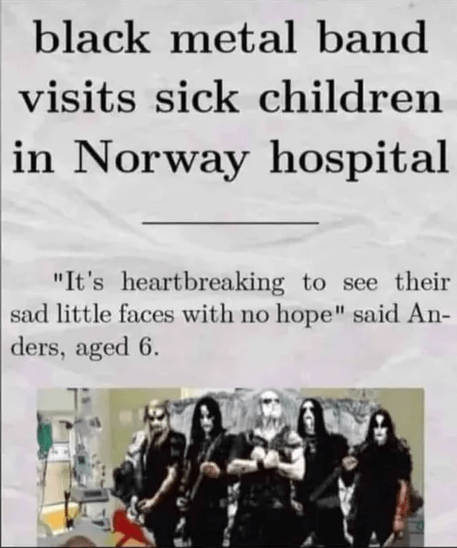 black metal band
visits sick children
in Norway hospital
"It's heartbreaking to see their
sad little faces with no hope" said An-
ders, aged 6.